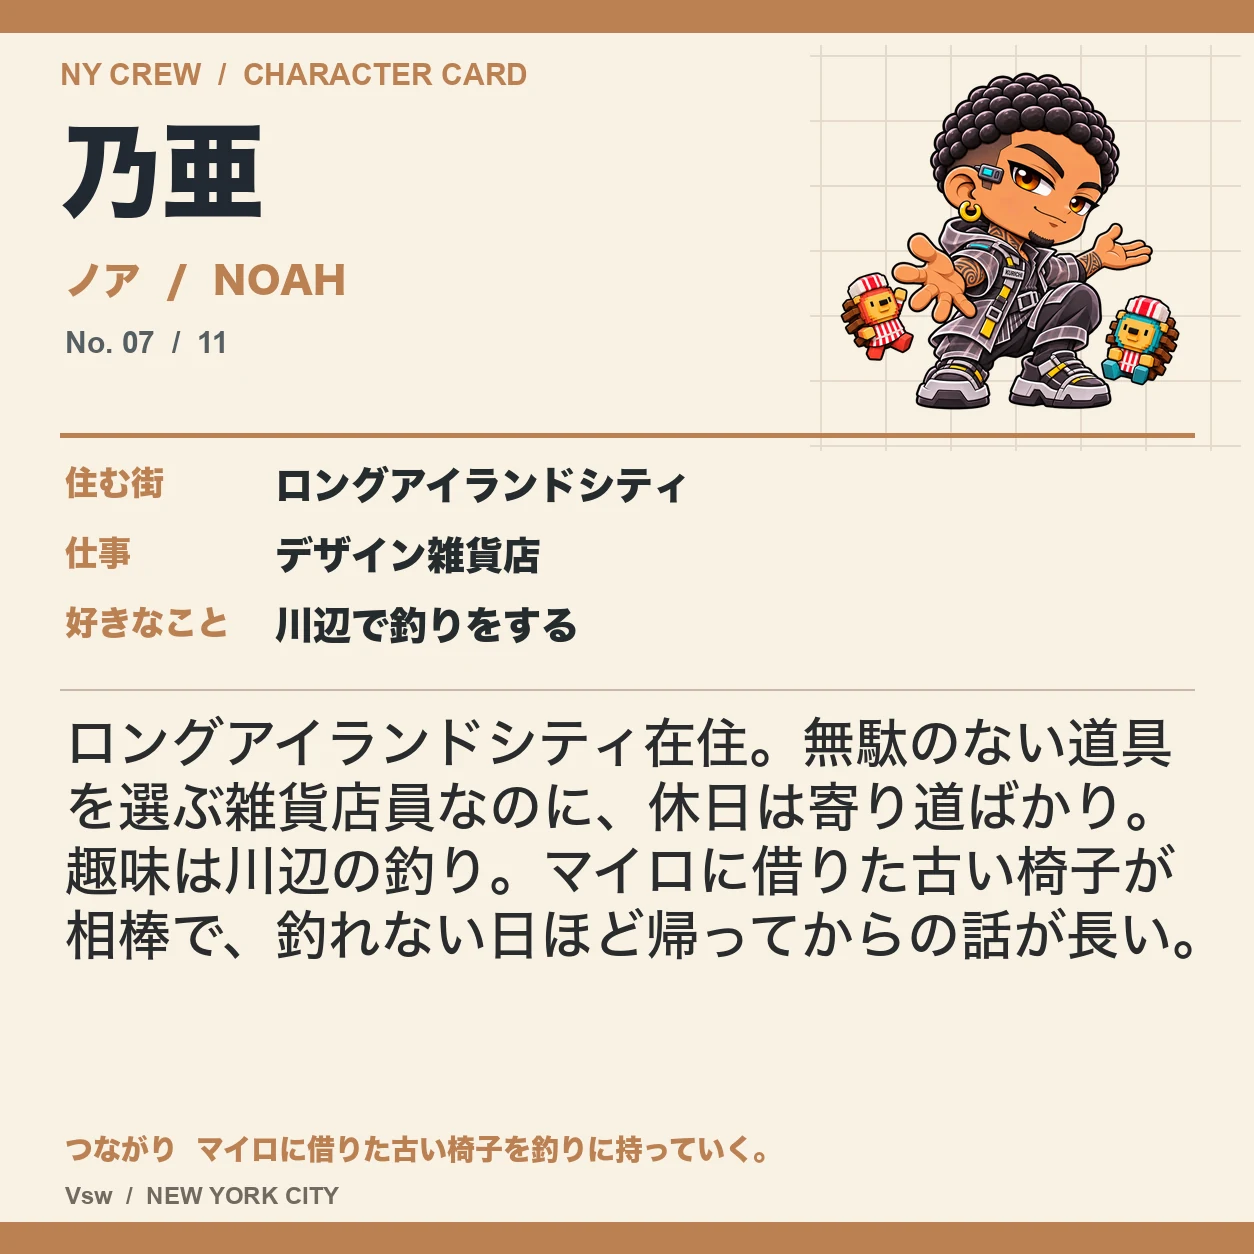 NY CREW / CHARACTER CARD
乃亜
ノア / NOAH
No. 07 / 11
KURICHI
住む街 ロングアイランドシティ
仕事 デザイン雑貨店
好きなこと 川辺で釣りをする
ロングアイランドシティ在住。無駄のない道具
を選ぶ雑貨店員なのに、休日は寄り道ばかり。
趣味は川辺の釣り。マイロに借りた古い椅子が
相棒で、釣れない日ほど帰ってからの話が長い。
つながり マイロに借りた古い椅子を釣りに持っていく。
Vsw / NEW YORK CITY